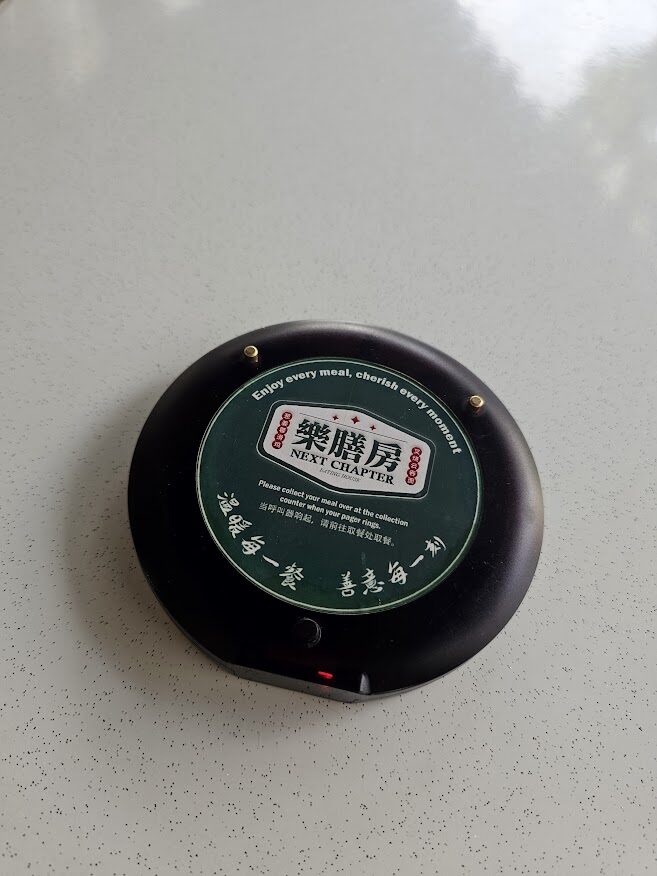 Enjoy every meal, cherish every moment
樂膳房
NEXT CHAPTER
EATING HOUSE
Please collect your meal over at the collection
counter when your pager rings.
当呼叫器响起，请前往取餐处取餐。
温暖每一餐
善意每一刻